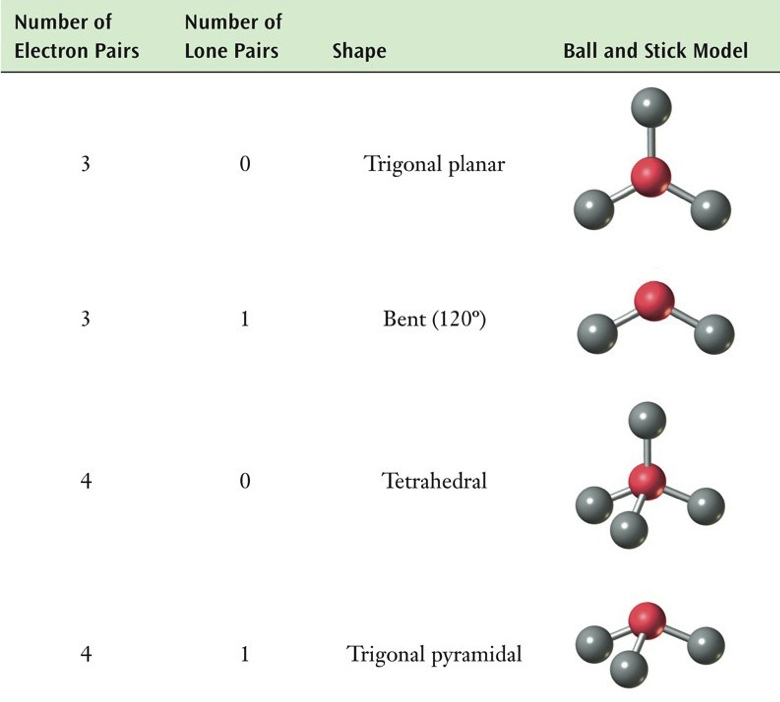 Number of Electron Pairs	Number of Lone Pairs	Shape	Ball and Stick Model
3	0	Trigonal planar
3	1	Bent (120º)
4	0	Tetrahedral
4	1	Trigonal pyramidal